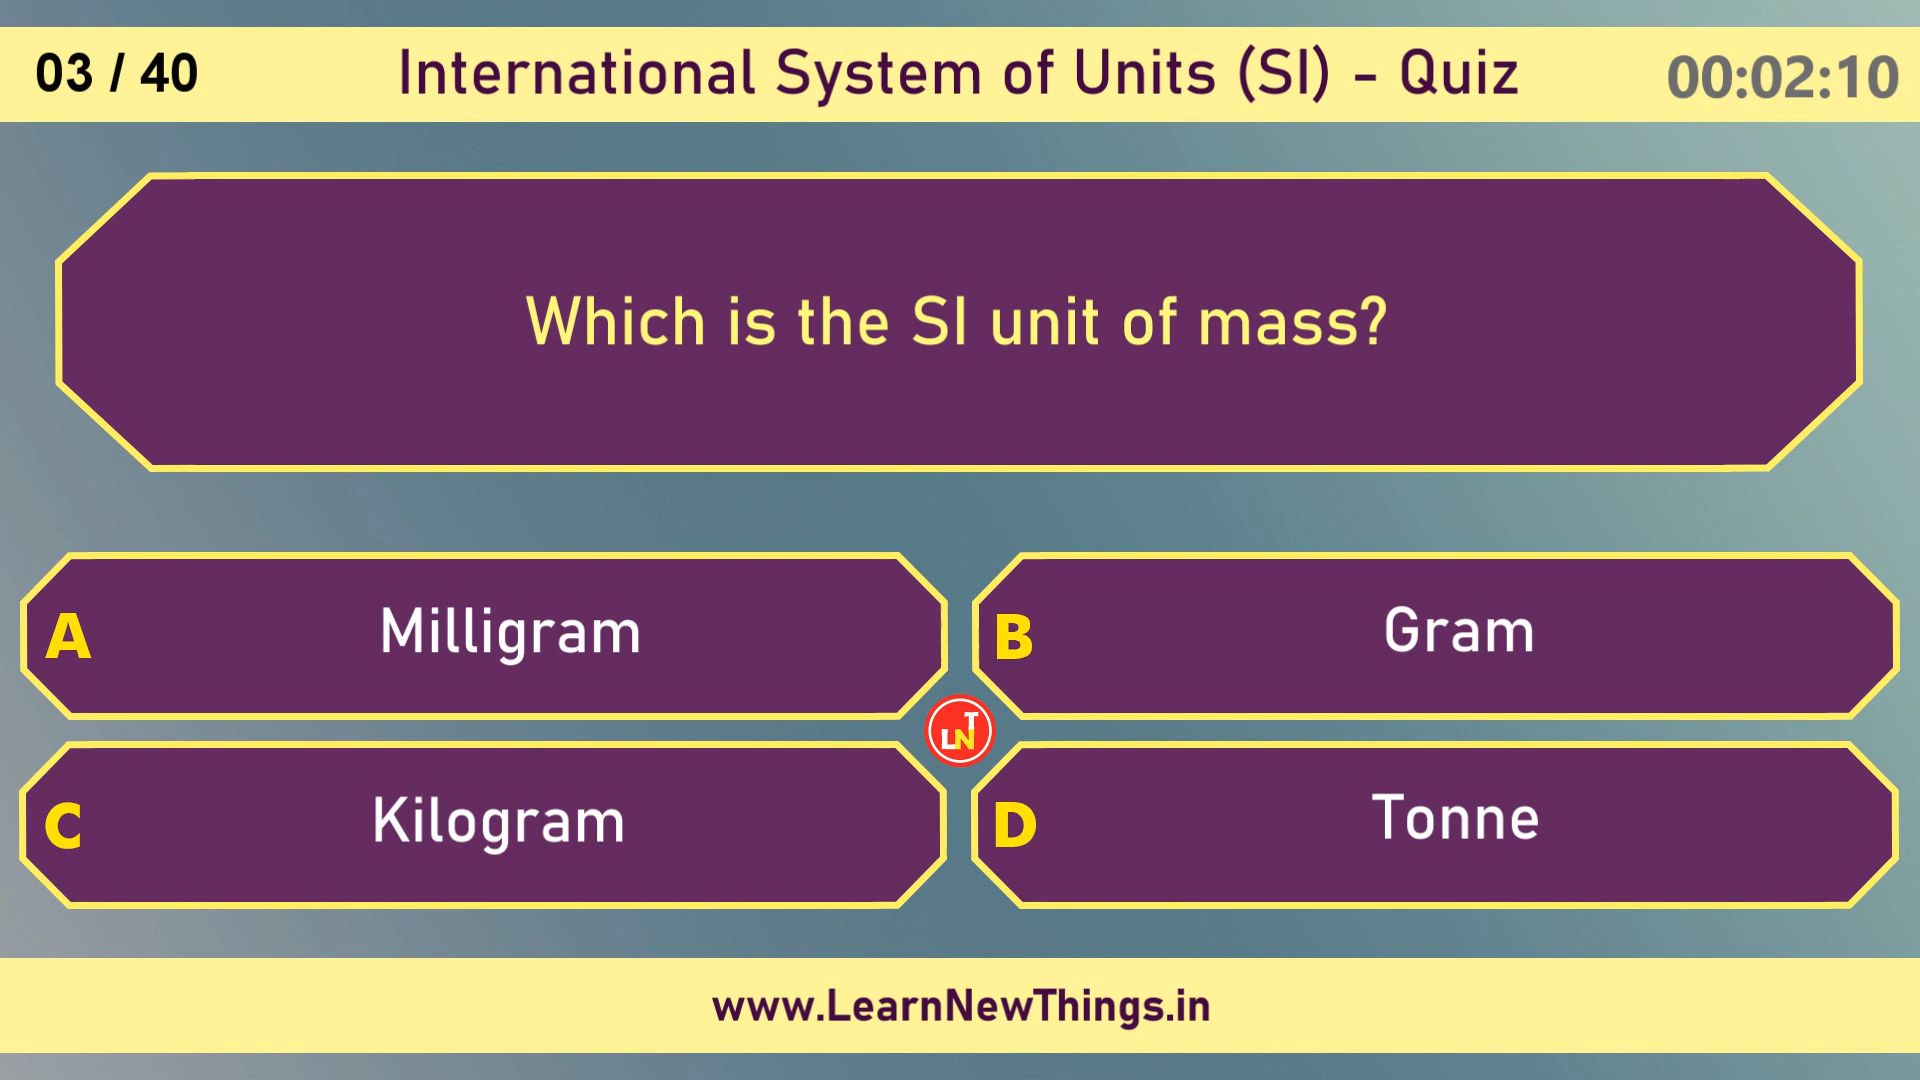 03 / 40
International System of Units (SI) - Quiz
00:02:10
Which is the SI unit of mass?
A
Milligram
B
Gram
LNT
C
Kilogram
D
Tonne
www.LearnNewThings.in